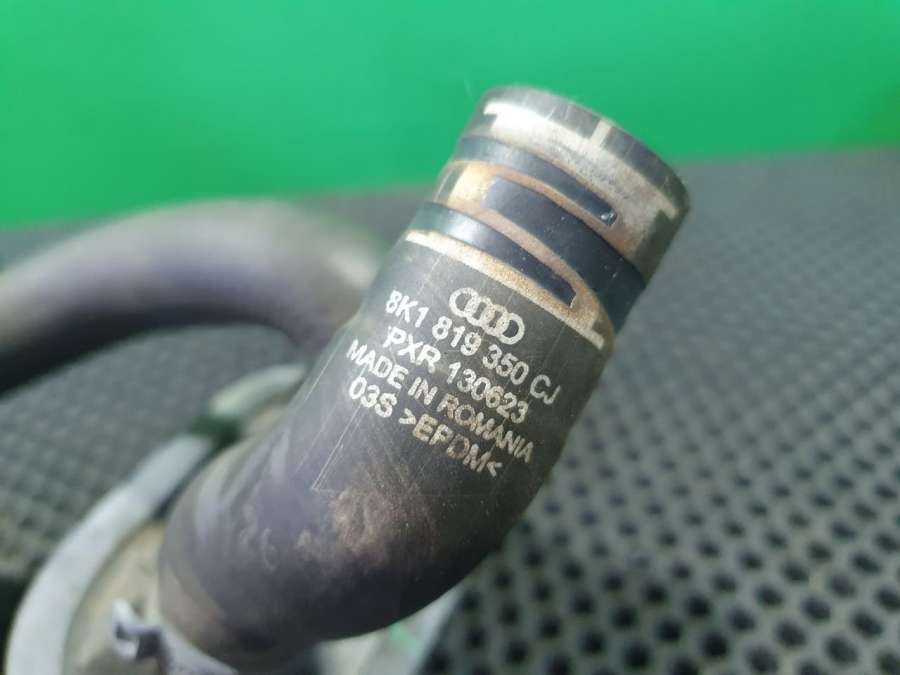 8K1 819 350 CJ
PXR 130623
MADE IN ROMANIA
03S >EPDM<